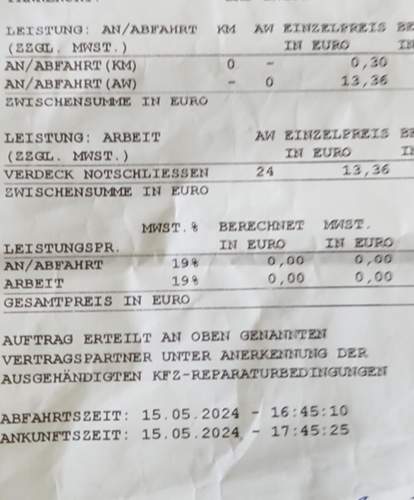 LEISTUNG: AN/ABFAHRT KM AW EINZELPREIS BE
(ZZGL. MWST.) IN EURO IN
AN/ABFAHRT(KM) 0 - 0,30
AN/ABFAHRT(AW) - 0 13,36
ZWISCHENSUMME IN EURO
LEISTUNG: ARBEIT AW EINZELPREIS BE
(ZZGL. MWST.) IN EURO IN
VERDECK NOTSCHLIESSEN 24 13,36
ZWISCHENSUMME IN EURO
MWST.% BERECHNET MWST.
LEISTUNGSPR. IN EURO IN EURO
AN/ABFAHRT 19% 0,00 0,00
ARBEIT 19% 0,00 0,00
GESAMTPREIS IN EURO
AUFTRAG ERTEILT AN OBEN GENANNTEN
VERTRAGSPARTNER UNTER ANERKENNUNG DER
AUSGEHÄNDIGTEN KFZ-REPARATURBEDINGUNGEN
ABFAHRTSZEIT: 15.05.2024 - 16:45:10
ANKUNFTSZEIT: 15.05.2024 - 17:45:25